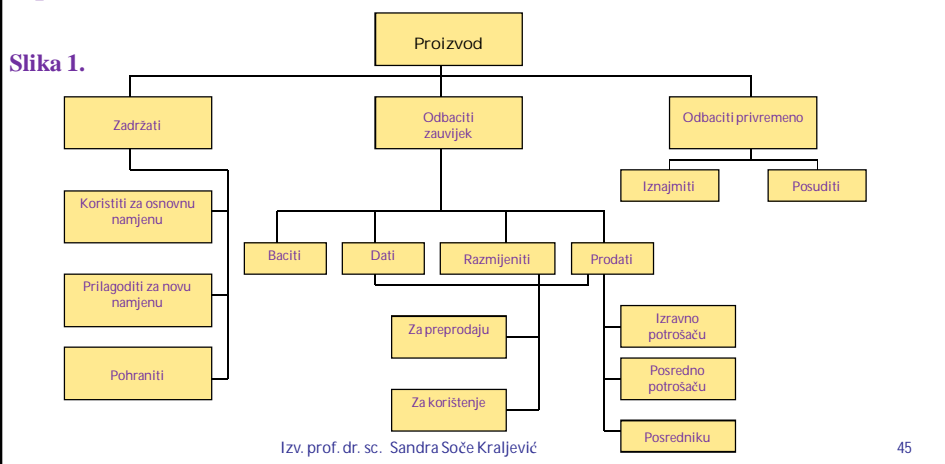 Proizvod
Slika 1.
Zadržati
Odbaciti
zauvijek
Odbaciti privremeno
Iznajmiti
Posuditi
Koristiti za osnovnu
namjenu
Baciti
Dati
Razmijeniti
Prodati
Prilagoditi za novu
namjenu
Za preprodaju
Izravno
potrošaču
Pohraniti
Posredno
potrošaču
Za korištenje
Posredniku
Izv. prof. dr. sc. Sandra Soče Kraljević
45